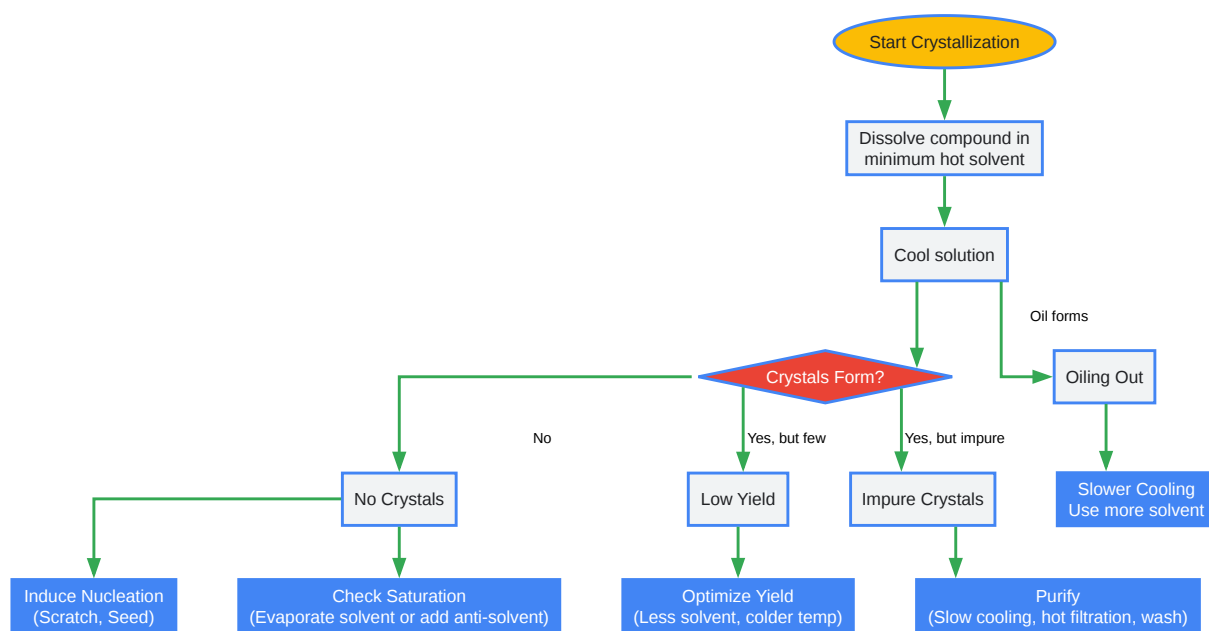 Start Crystallization
Dissolve compound in
minimum hot solvent
Cool solution
Oil forms
Crystals Form?
Oiling Out
No
Yes, but few
Yes, but impure
No Crystals
Low Yield
Impure Crystals
Slower Cooling
Use more solvent
Induce Nucleation
(Scratch, Seed)
Check Saturation
(Evaporate solvent or add anti-solvent)
Optimize Yield
(Less solvent, colder temp)
Purify
(Slow cooling, hot filtration, wash)